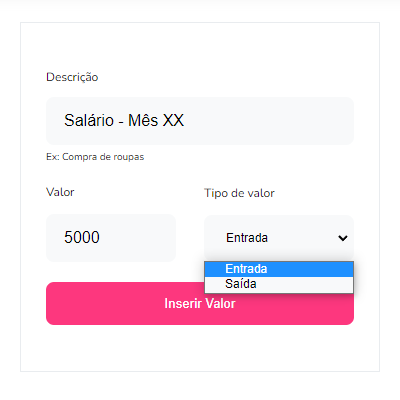 Descrição
Salário - Mês XX
Ex: Compra de roupas
Valor
Tipo de valor
5000
Entrada
Entrada
Saída
Inserir Valor